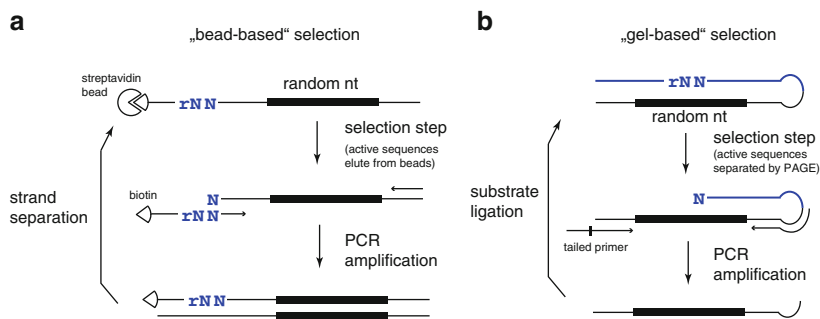 a
„bead-based“ selection
streptavidin
bead
rNN
random nt
selection step
(active sequences
elute from beads)
strand
separation
biotin
N
rNN
PCR
amplification
rNN
b
„gel-based“ selection
rNN
random nt
selection step
(active sequences
separated by PAGE)
substrate
ligation
N
tailed primer
PCR
amplification